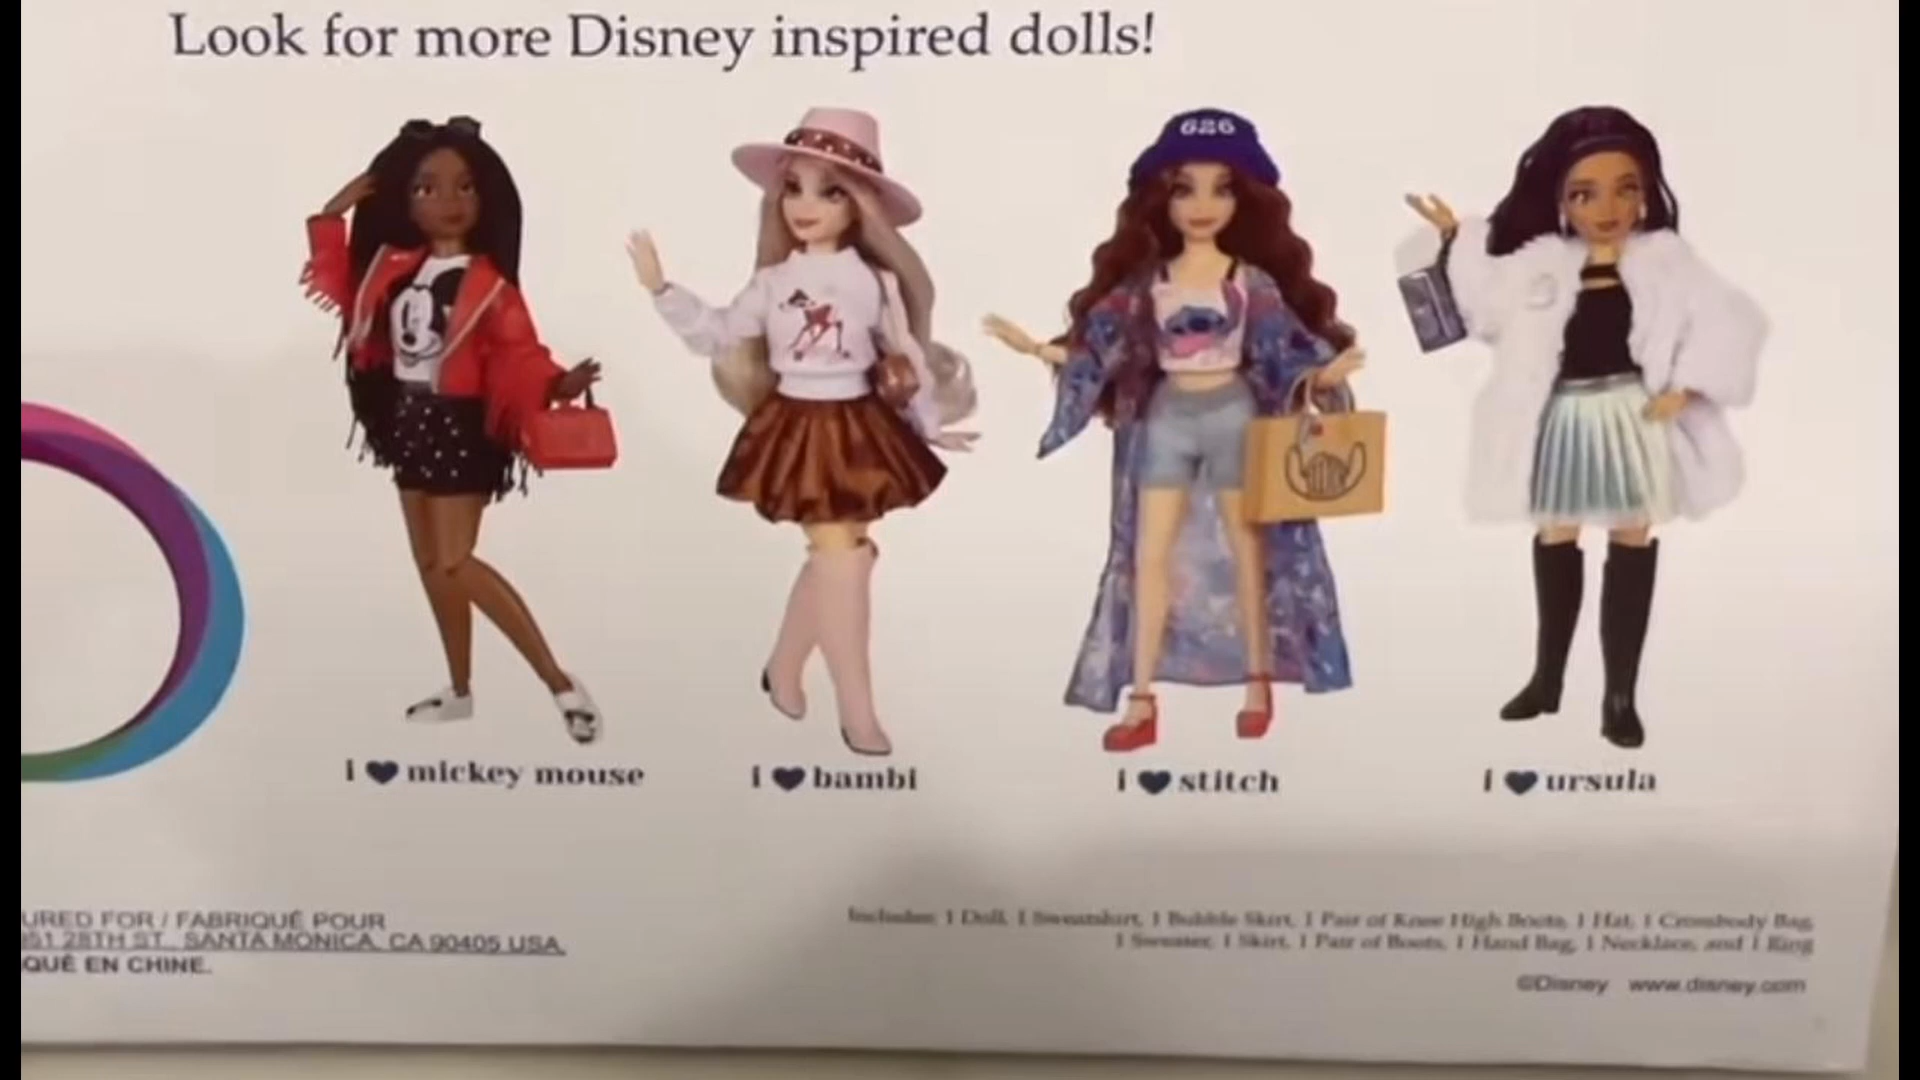 Look for more Disney inspired dolls!
626
i ♥ mickey mouse
i ♥ bambi
i ♥ stitch
i ♥ ursula
URED FOR / FABRIQUÉ POUR
51 28TH ST. SANTA MONICA, CA 90405 USA.
QUÉ EN CHINE.
Includes: 1 Doll, 1 Sweatshirt, 1 Bubble Skirt, 1 Pair of Knee High Boots, 1 Hat, 1 Crossbody Bag,
1 Sweater, 1 Skirt, 1 Pair of Boots, 1 Hand Bag, 1 Necklace, and 1 Ring
©Disney www.disney.com